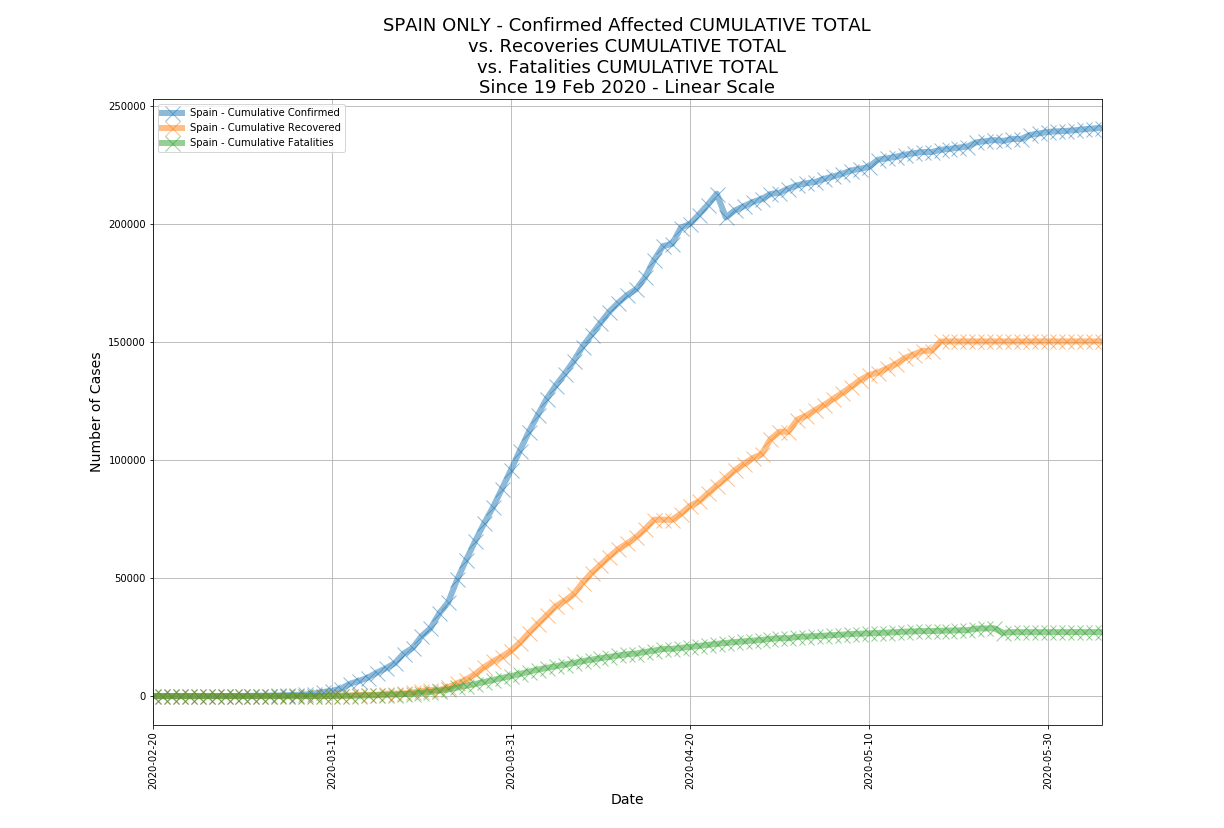 SPAIN ONLY - Confirmed Affected CUMULATIVE TOTAL
vs. Recoveries CUMULATIVE TOTAL
vs. Fatalities CUMULATIVE TOTAL
Since 19 Feb 2020 - Linear Scale
Spain - Cumulative Confirmed
Spain - Cumulative Recovered
Spain - Cumulative Fatalities
Number of Cases
250000
200000
150000
100000
50000
0
2020-02-20
2020-03-11
2020-03-31
2020-04-20
2020-05-10
2020-05-30
Date